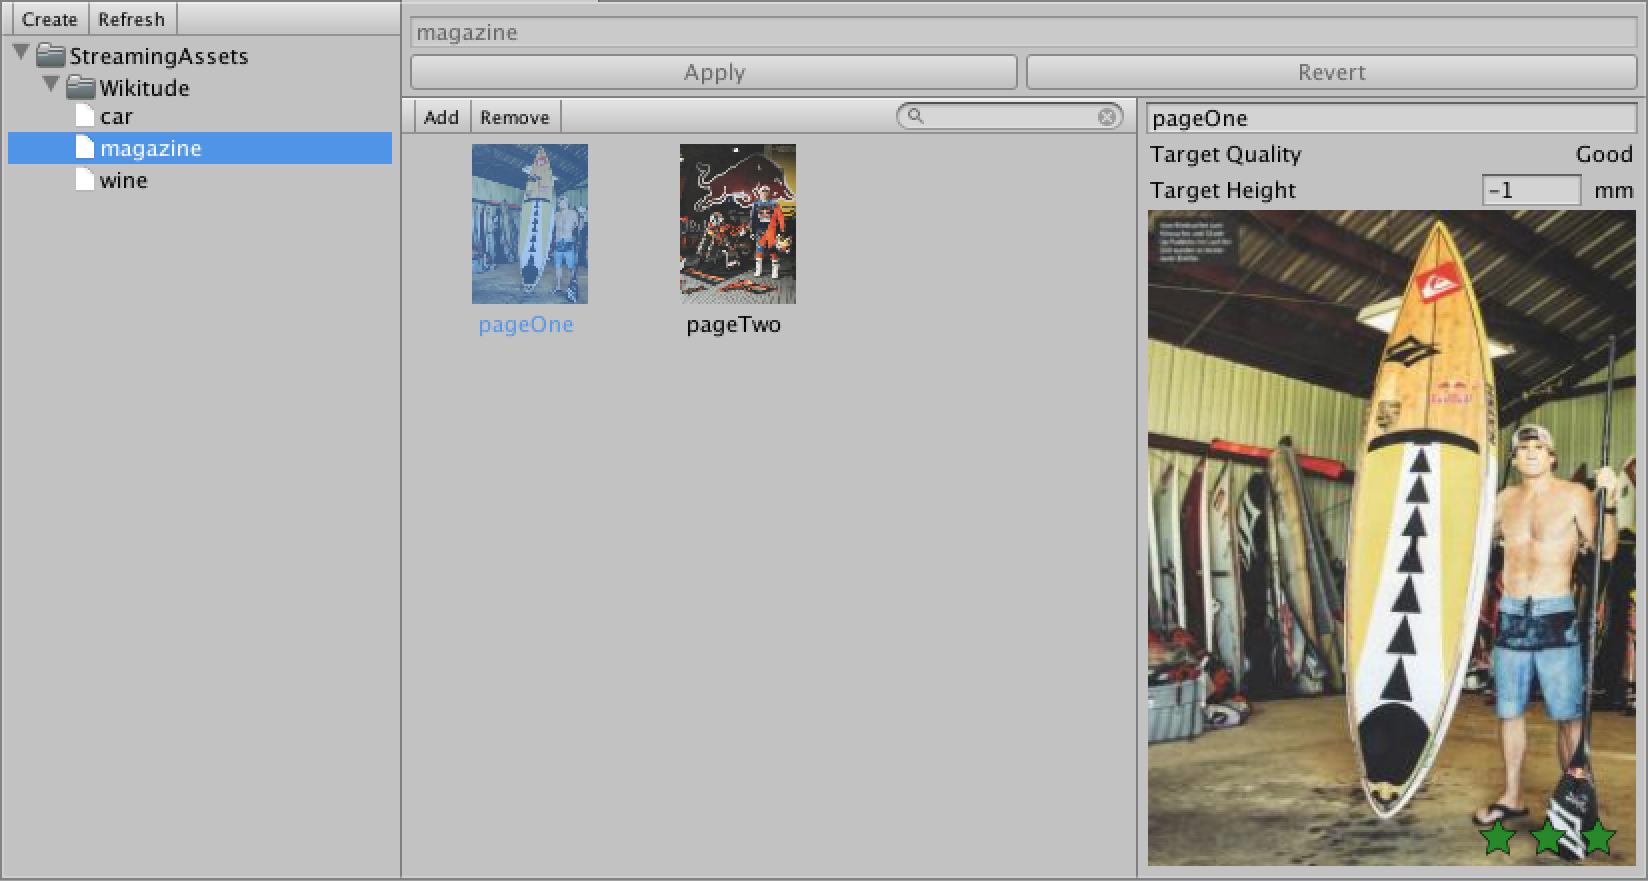 Create Refresh
StreamingAssets
Wikitude
car
magazine
wine
magazine
Apply Revert
Add Remove
pageOne
pageTwo
pageOne
Target Quality Good
Target Height -1 mm